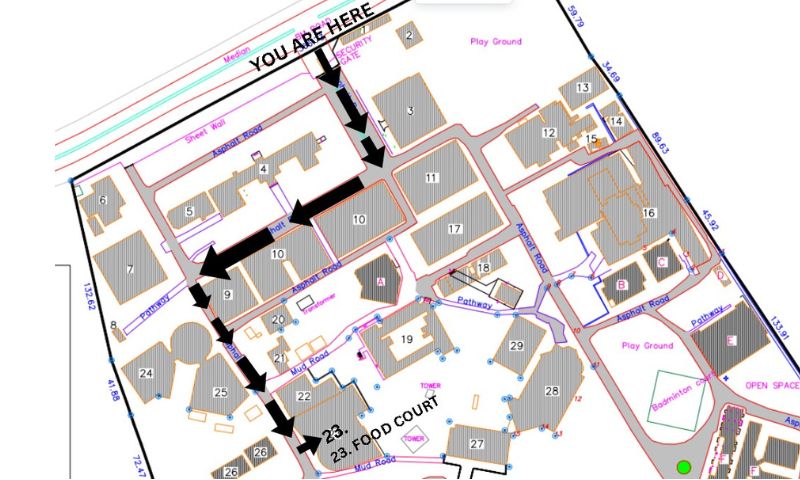 YOU ARE HERE
SECURITY
GATE
Median
Play Ground
2
59.79
34.69
Sheet Wall
Asphalt Road
3
13
14
12
15
89.63
4
5
6
11
10
17
16
45.92
7
10
Asphalt Road
Asphalt Road
9
18
A
B
C
D
132.62
Pathway
Transformer
Pathway
Asphalt Road
Pathway
133.91
8
20
21
19
29
Mud Road
Play Ground
E
24
25
22
28
TOWER
Badminton court
OPEN SPACE
41.88
12
23.
23. FOOD COURT
TOWER
27
26
26
72.47
Mud Road
F
F